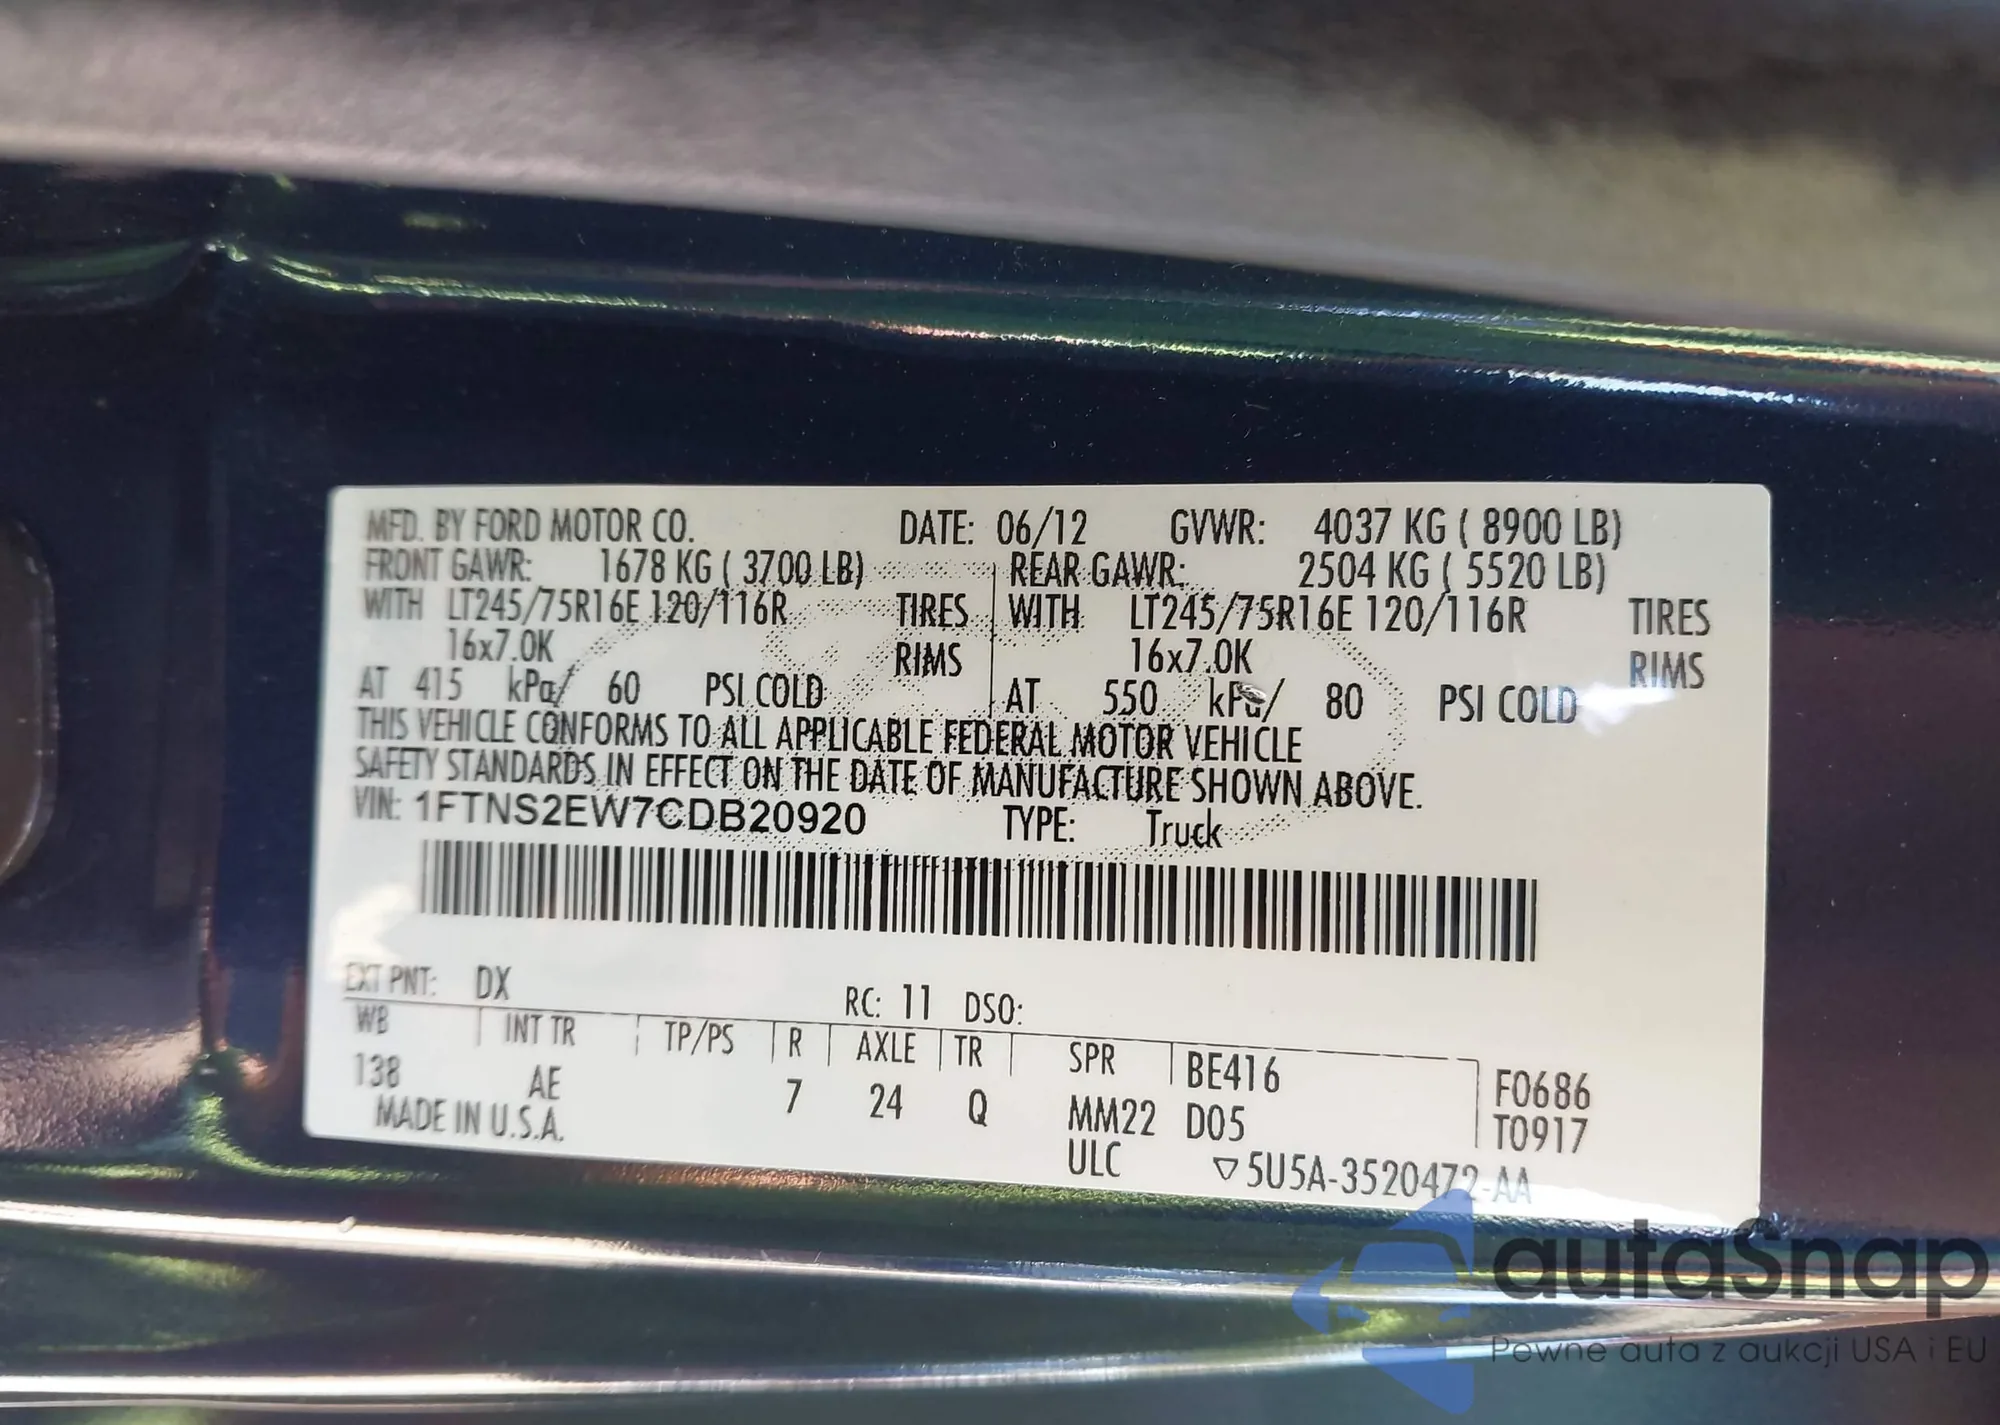 MFD. BY FORD MOTOR CO. DATE: 06/12 GVWR: 4037 KG ( 8900 LB)
FRONT GAWR: 1678 KG ( 3700 LB) REAR GAWR: 2504 KG ( 5520 LB)
WITH LT245/75R16E 120/116R TIRES WITH LT245/75R16E 120/116R TIRES
16x7.0K RIMS 16x7.0K RIMS
AT 415 kPa/ 60 PSI COLD AT 550 kPa/ 80 PSI COLD
THIS VEHICLE CONFORMS TO ALL APPLICABLE FEDERAL MOTOR VEHICLE
SAFETY STANDARDS IN EFFECT ON THE DATE OF MANUFACTURE SHOWN ABOVE.
VIN: 1FTNS2EW7CDB20920 TYPE: Truck
EXT PNT: DX RC: 11 DSO:
WB INT TR TP/PS R AXLE TR SPR BE416 F0686
138 AE 7 24 Q MM22 D05 T0917
MADE IN U.S.A. ULC ▽5U5A-3520472-AA
autaSnap
Pewne auta z aukcji USA i EU